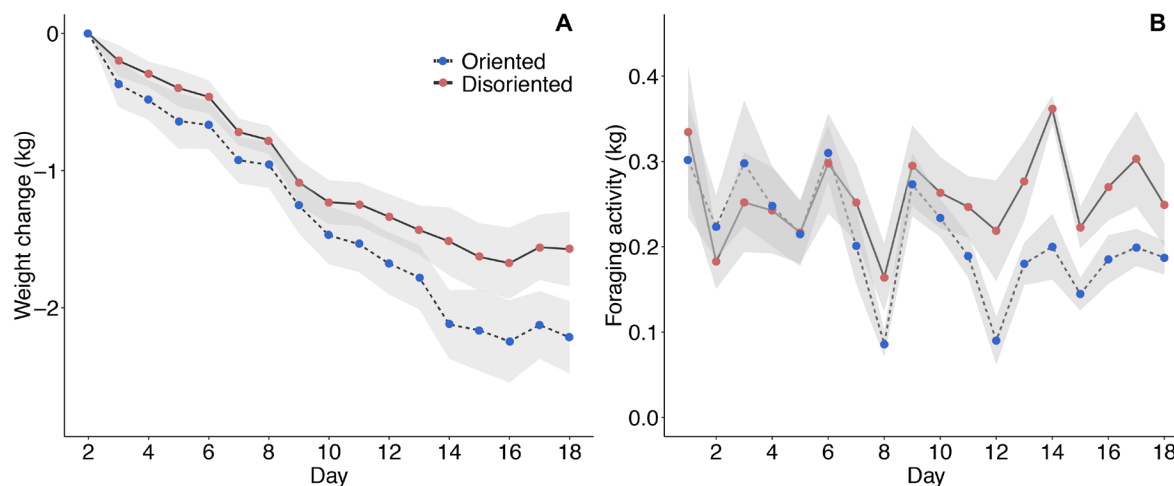 A
Oriented
Disoriented
Weight change (kg)
0
−1
−2
2 4 6 8 10 12 14 16 18
Day
B
Foraging activity (kg)
0.4
0.3
0.2
0.1
0.0
2 4 6 8 10 12 14 16 18
Day